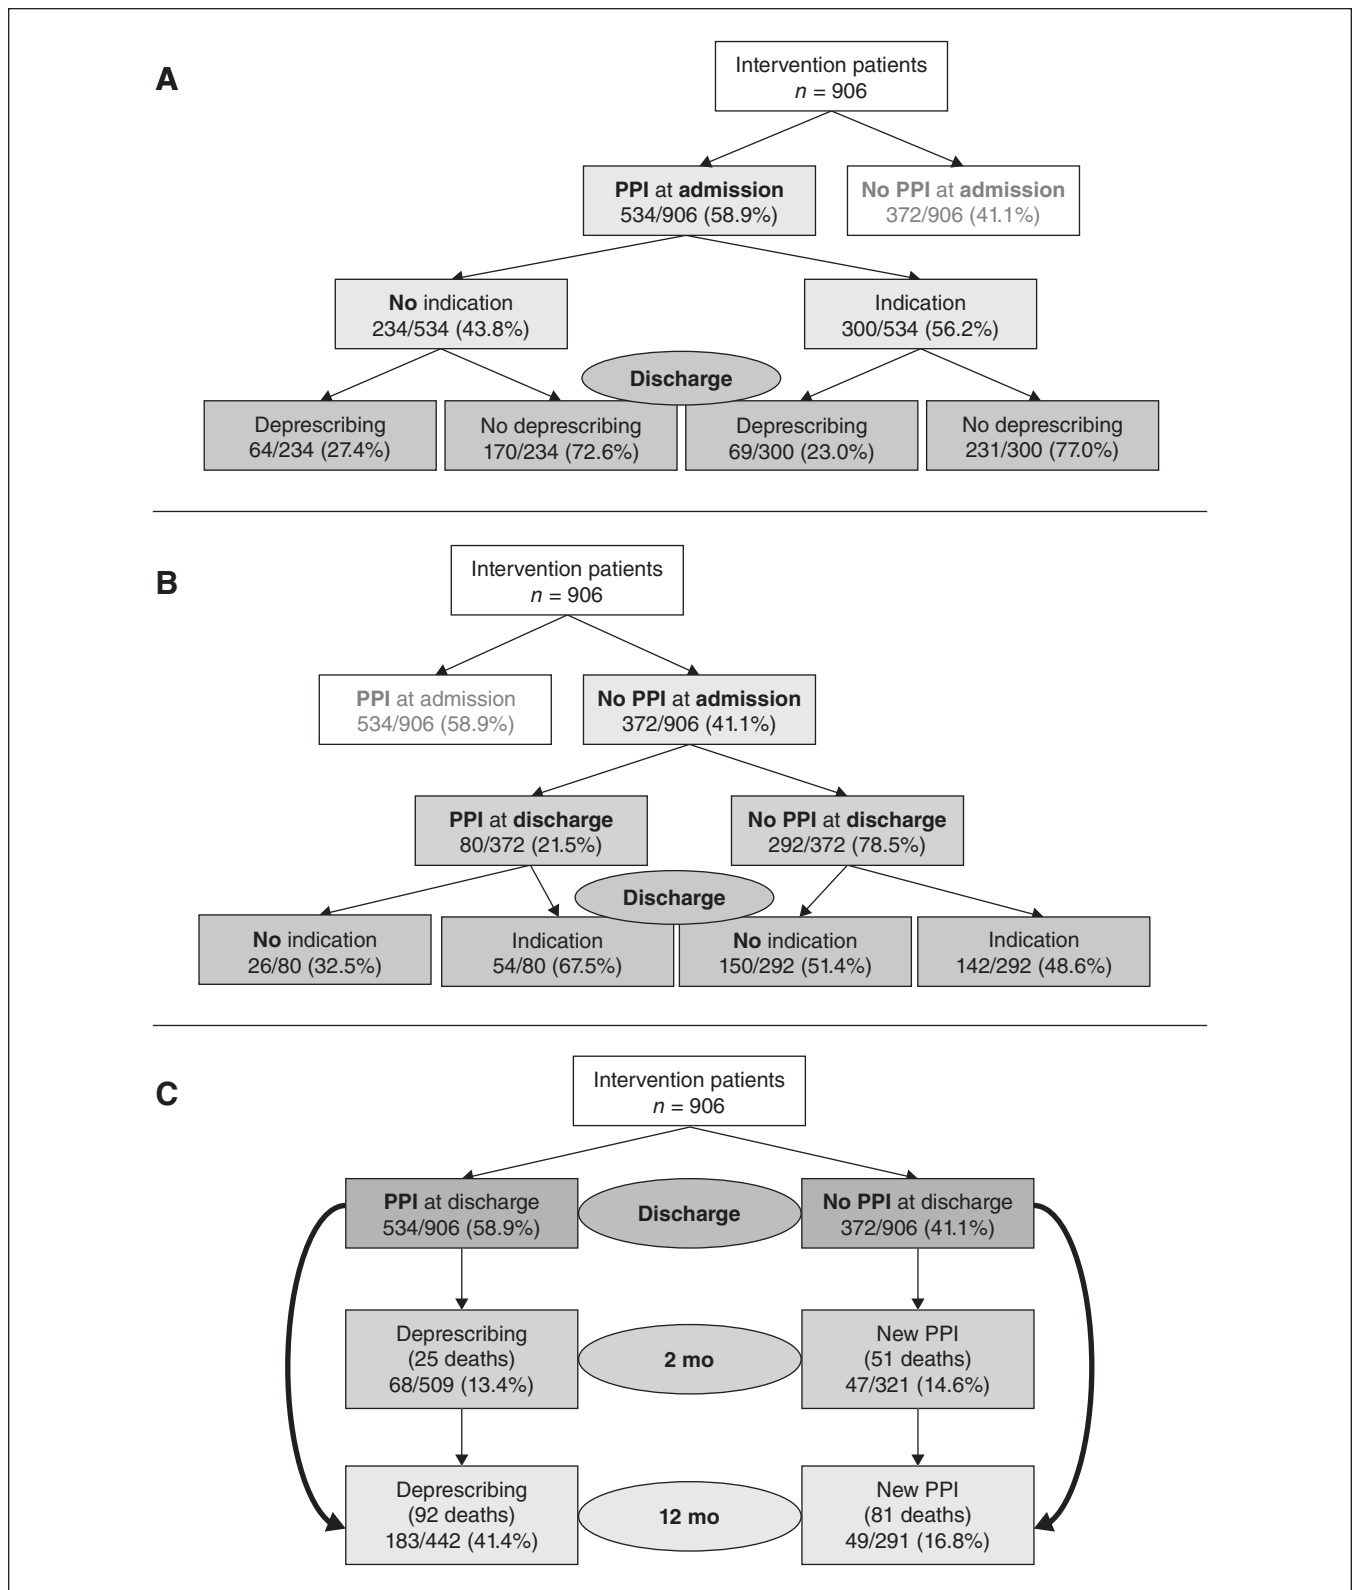 A
Intervention patients
n = 906
PPI at admission
534/906 (58.9%)
No PPI at admission
372/906 (41.1%)
No indication
234/534 (43.8%)
Indication
300/534 (56.2%)
Discharge
Deprescribing
64/234 (27.4%)
No deprescribing
170/234 (72.6%)
Deprescribing
69/300 (23.0%)
No deprescribing
231/300 (77.0%)
B
Intervention patients
n = 906
PPI at admission
534/906 (58.9%)
No PPI at admission
372/906 (41.1%)
PPI at discharge
80/372 (21.5%)
No PPI at discharge
292/372 (78.5%)
Discharge
No indication
26/80 (32.5%)
Indication
54/80 (67.5%)
No indication
150/292 (51.4%)
Indication
142/292 (48.6%)
C
Intervention patients
n = 906
PPI at discharge
534/906 (58.9%)
Discharge
No PPI at discharge
372/906 (41.1%)
Deprescribing
(25 deaths)
68/509 (13.4%)
2 mo
New PPI
(51 deaths)
47/321 (14.6%)
Deprescribing
(92 deaths)
183/442 (41.4%)
12 mo
New PPI
(81 deaths)
49/291 (16.8%)